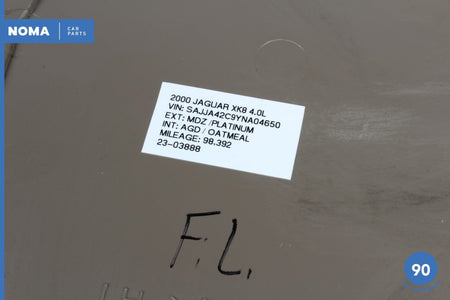 NOMA CAR PARTS
2000 JAGUAR XK8 4.0L
VIN: SAJJA42C9YNA04650
EXT: MDZ /PLATINUM
INT: AGD / OATMEAL
MILEAGE: 98,392
23-03888
F.L.
90